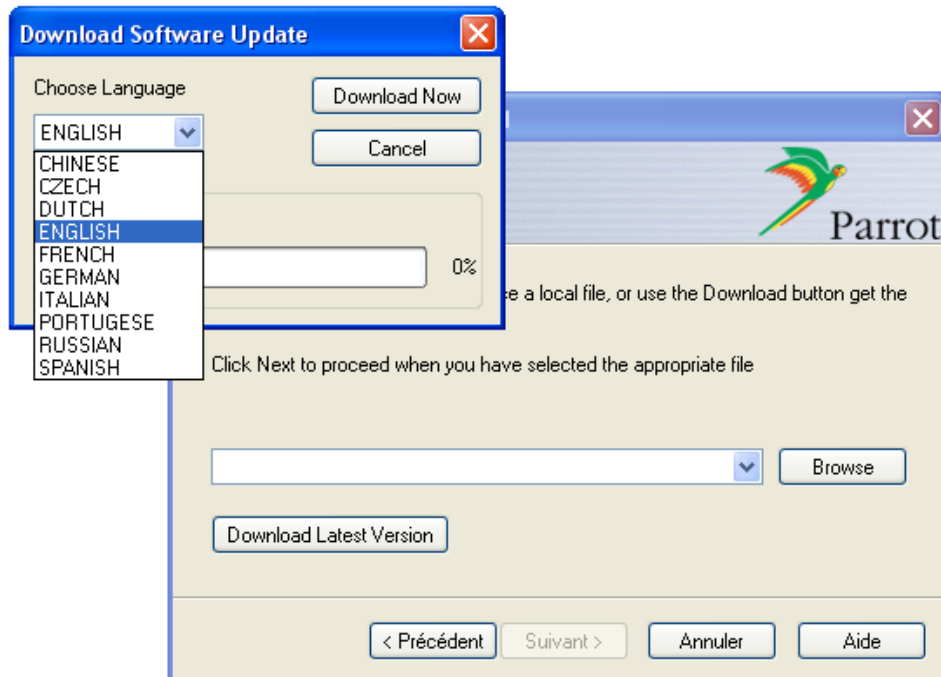 Download Software Update
Choose Language
Download Now
ENGLISH
Cancel
CHINESE
CZECH
DUTCH
ENGLISH
FRENCH
GERMAN
ITALIAN
PORTUGESE
RUSSIAN
SPANISH
0%
Parrot
a local file, or use the Download button get the
Click Next to proceed when you have selected the appropriate file
Browse
Download Latest Version
< Précédent
Suivant >
Annuler
Aide